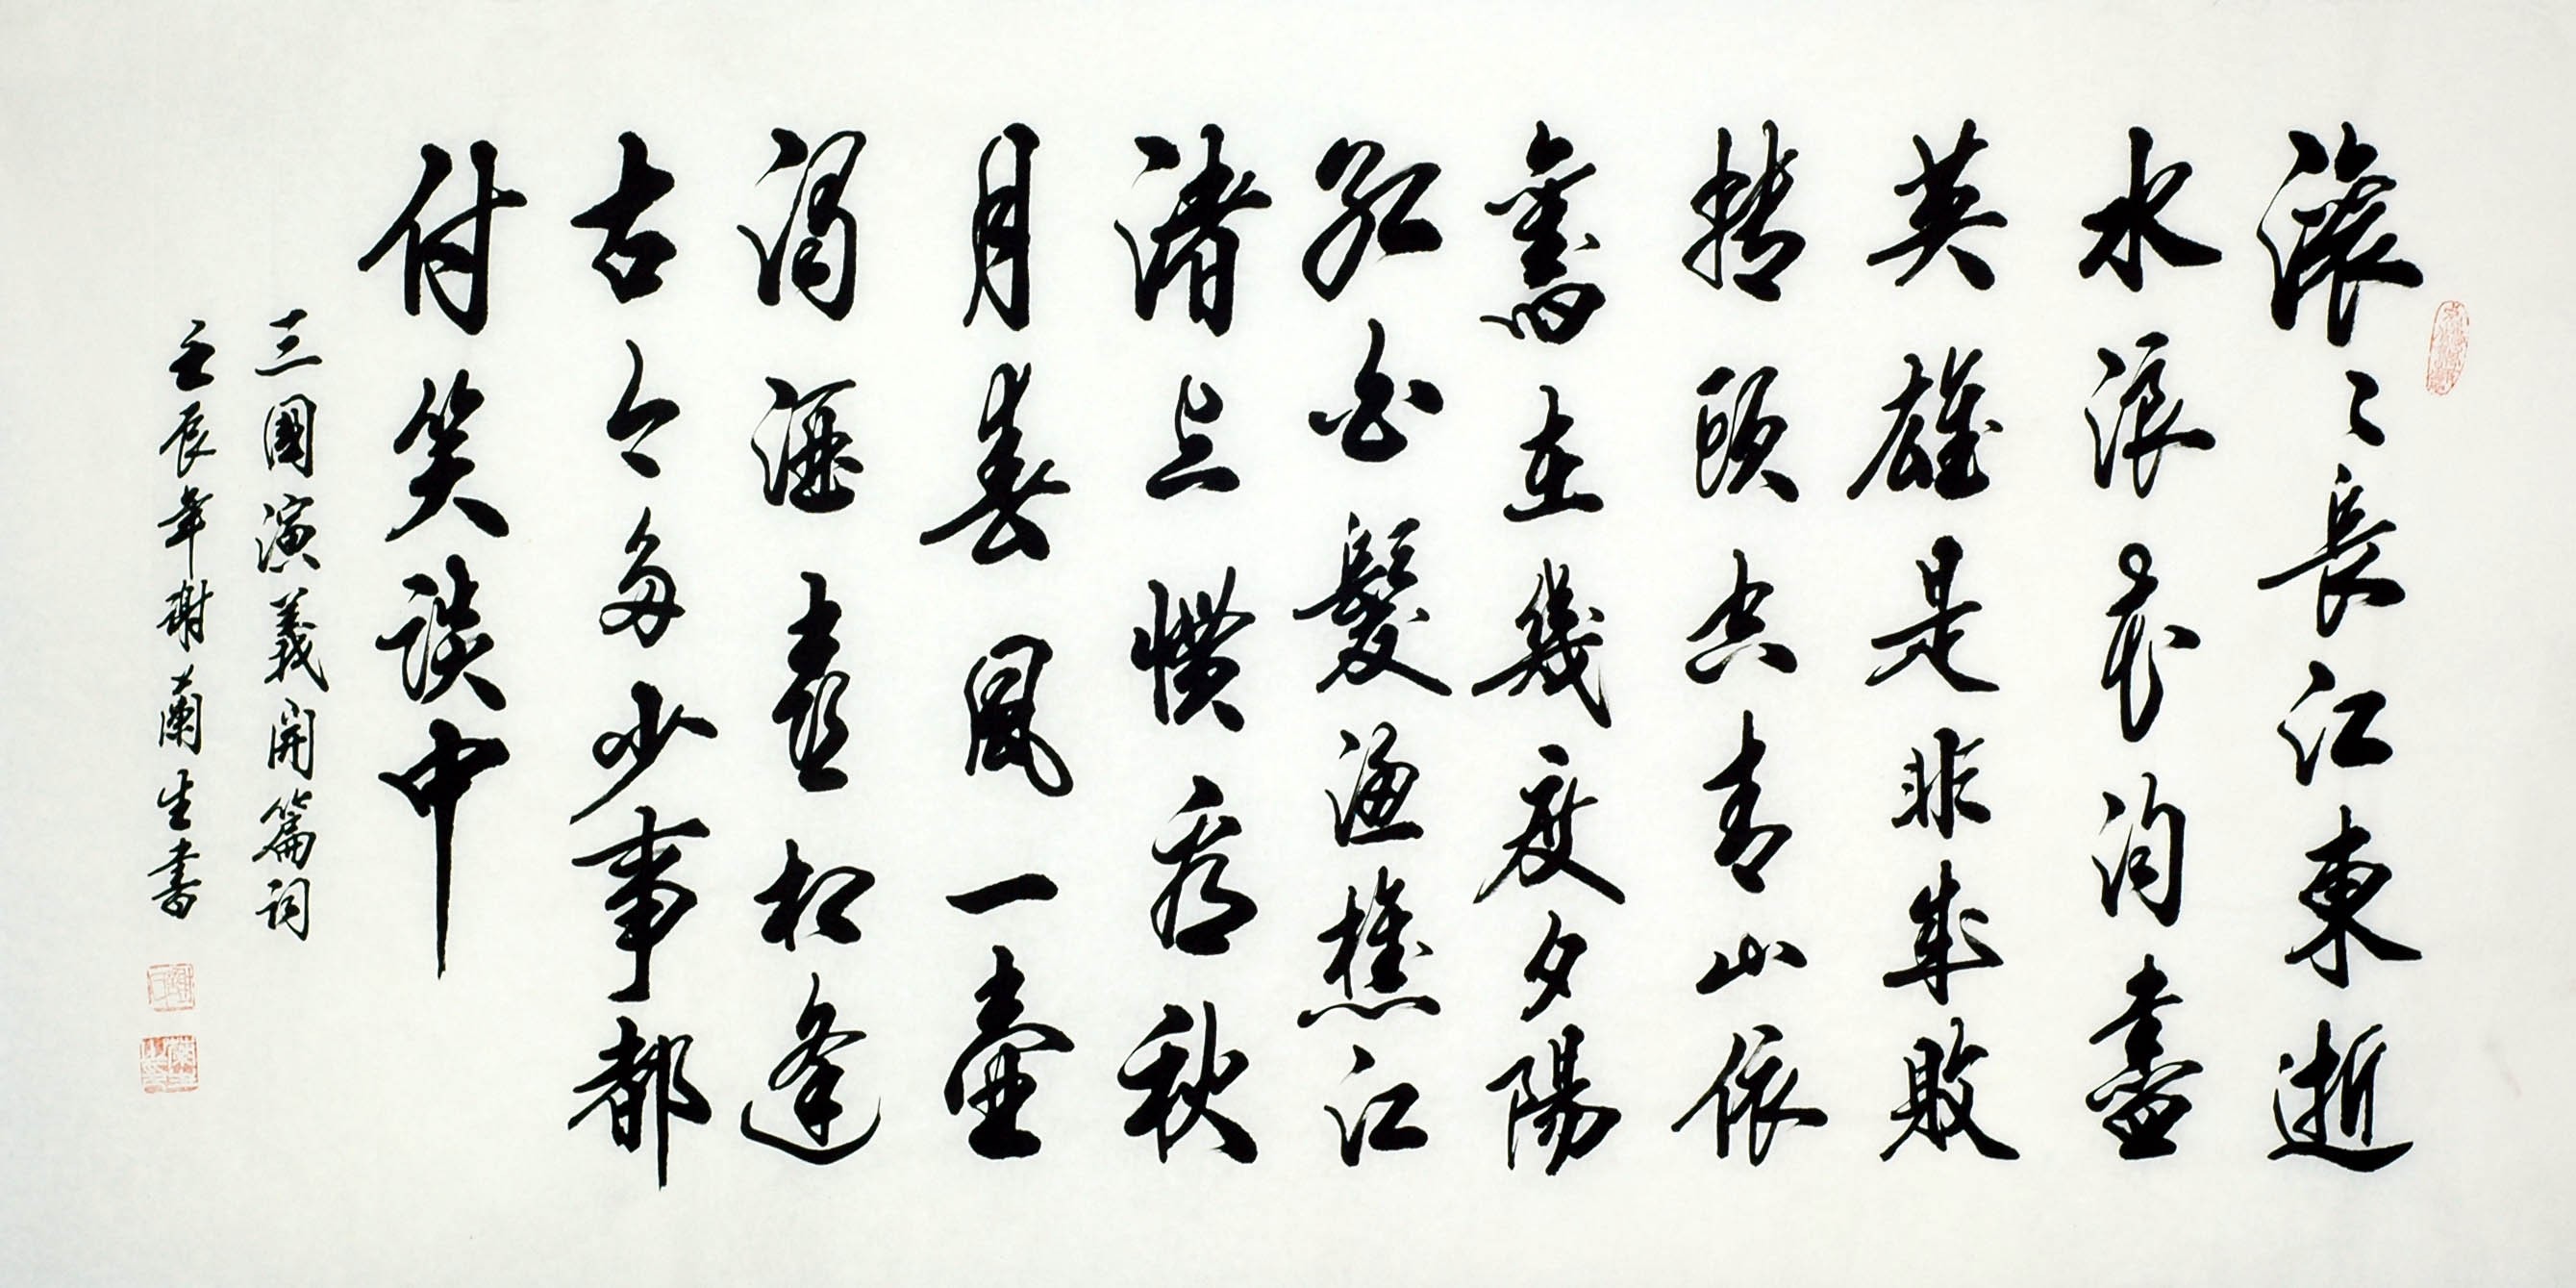 滚〻長江東逝
水浪花淘盡
英雄是非成敗
轉頭空青山依
舊在幾度夕陽
紅白髮漁樵江
渚上慣看秋
月春風一壺
濁酒喜相逢
古今多少事都
付笑談中
三國演義開篇詞
壬辰年謝蘭生書